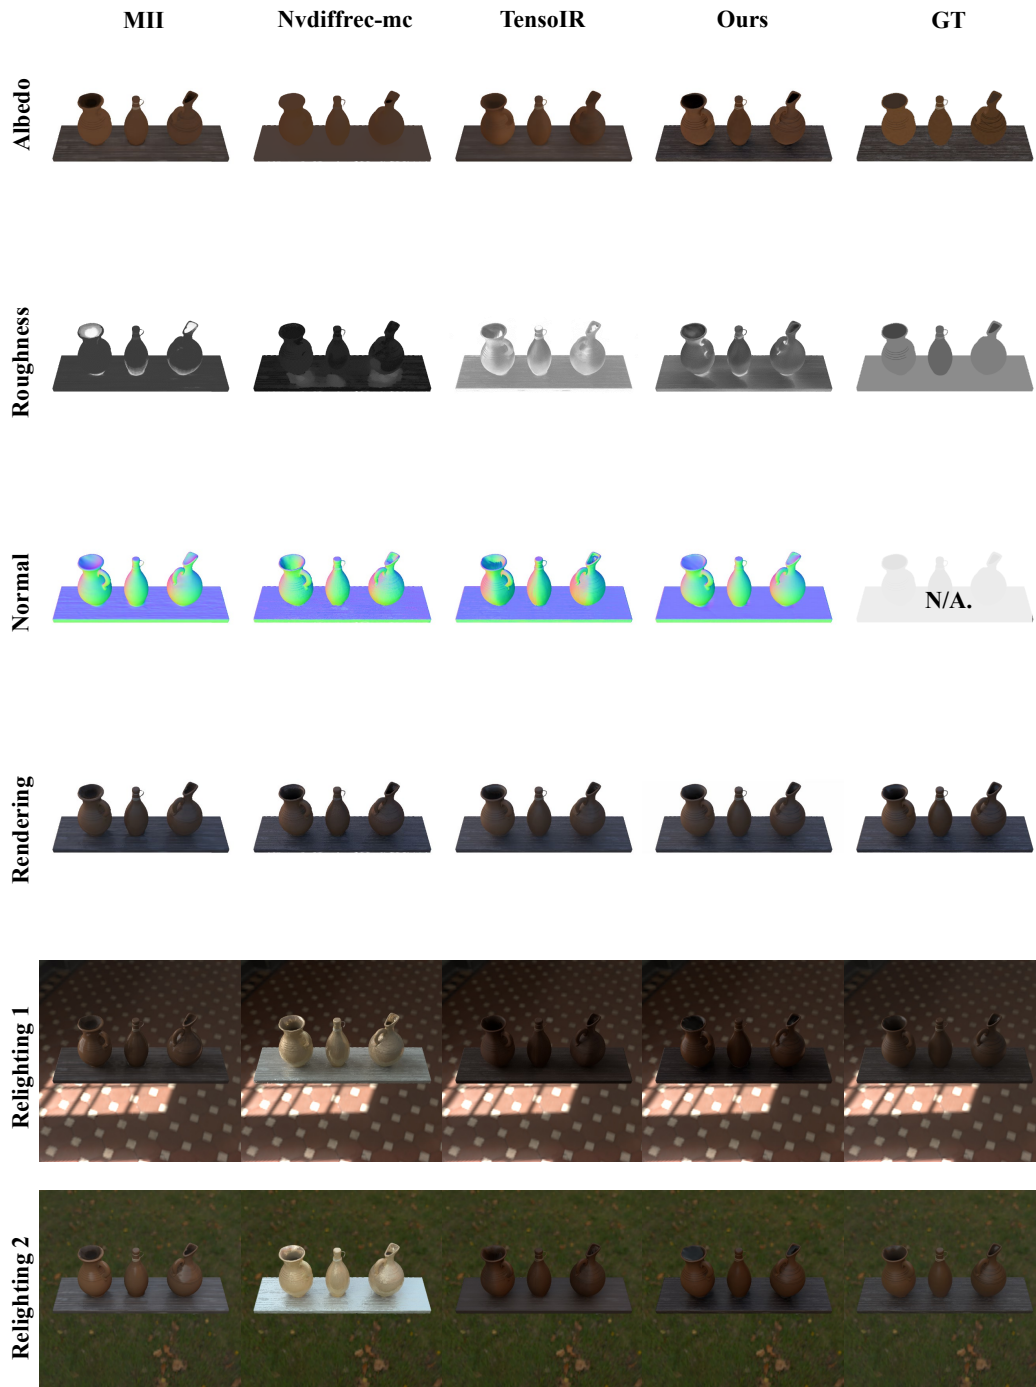 MII Nvdiffrec-mc TensoIR Ours GT
Albedo
Roughness
Normal
N/A.
Rendering
Relighting 1
Relighting 2